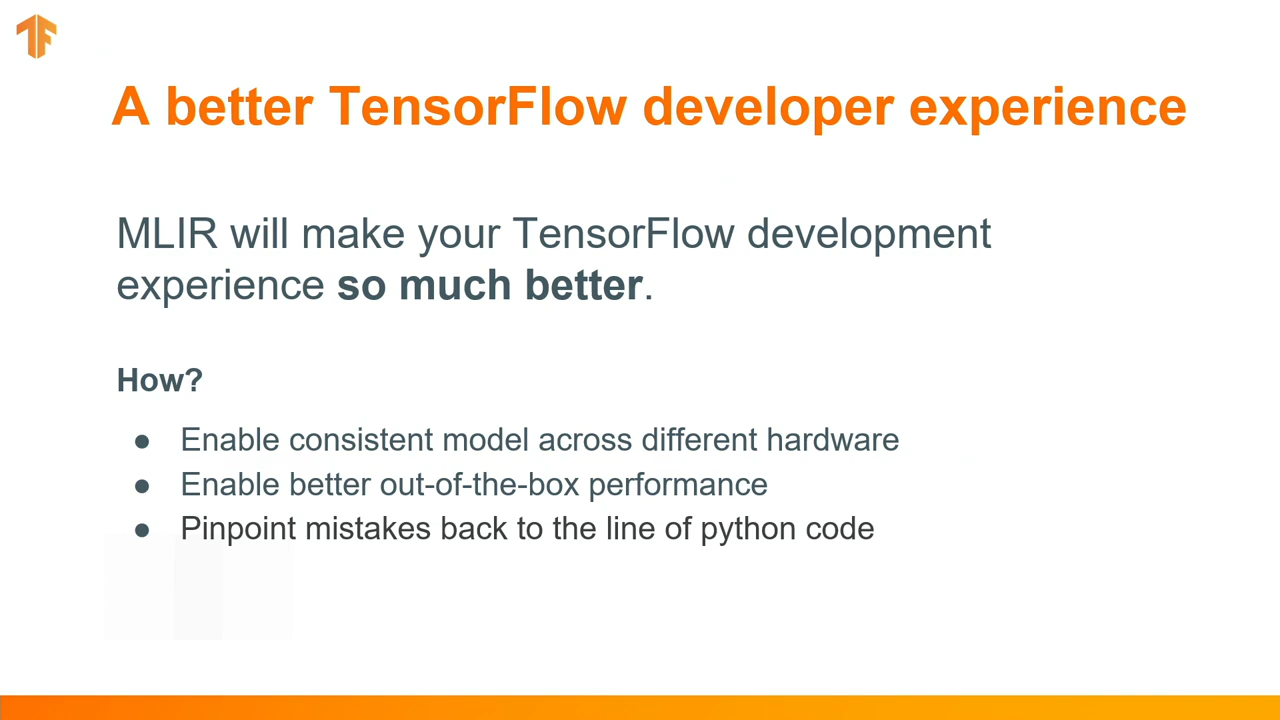 A better TensorFlow developer experience
MLIR will make your TensorFlow development
experience so much better.
How?
● Enable consistent model across different hardware
● Enable better out-of-the-box performance
● Pinpoint mistakes back to the line of python code